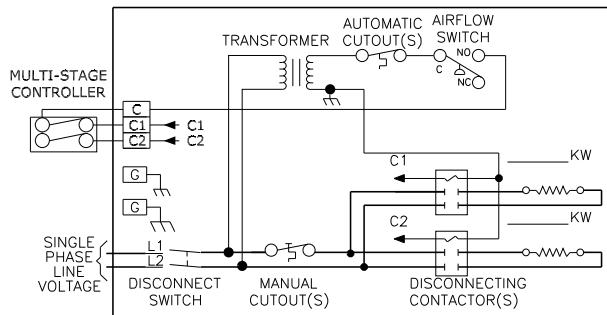 AUTOMATIC
CUTOUT(S)
AIRFLOW
SWITCH
TRANSFORMER
NO
C
NC
MULTI-STAGE
CONTROLLER
C
C1
C1
C2
C2
G
G
C1
KW
C2
KW
SINGLE
PHASE
LINE
VOLTAGE
L1
L2
DISCONNECT
SWITCH
MANUAL
CUTOUT(S)
DISCONNECTING
CONTACTOR(S)